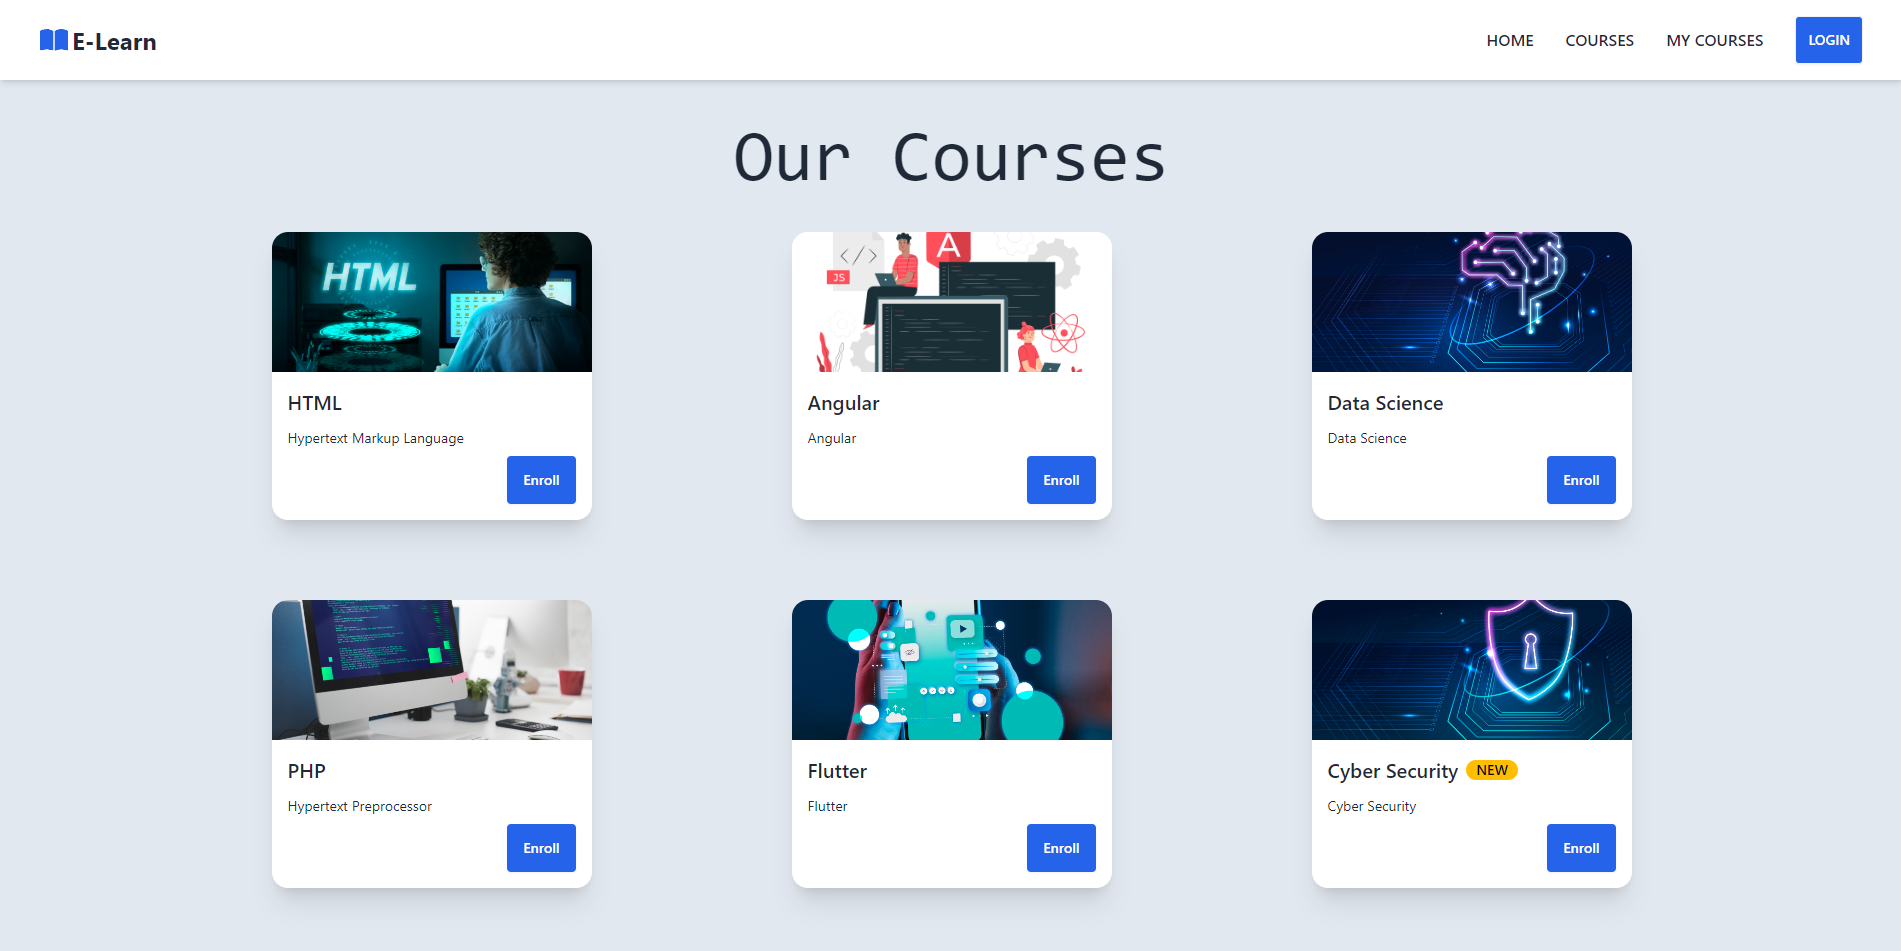 E-Learn
HOME
COURSES
MY COURSES
LOGIN
Our Courses
HTML
JS
A
HTML
Hypertext Markup Language
Enroll
Angular
Angular
Enroll
Data Science
Data Science
Enroll
PHP
Hypertext Preprocessor
Enroll
Flutter
Flutter
Enroll
Cyber Security NEW
Cyber Security
Enroll